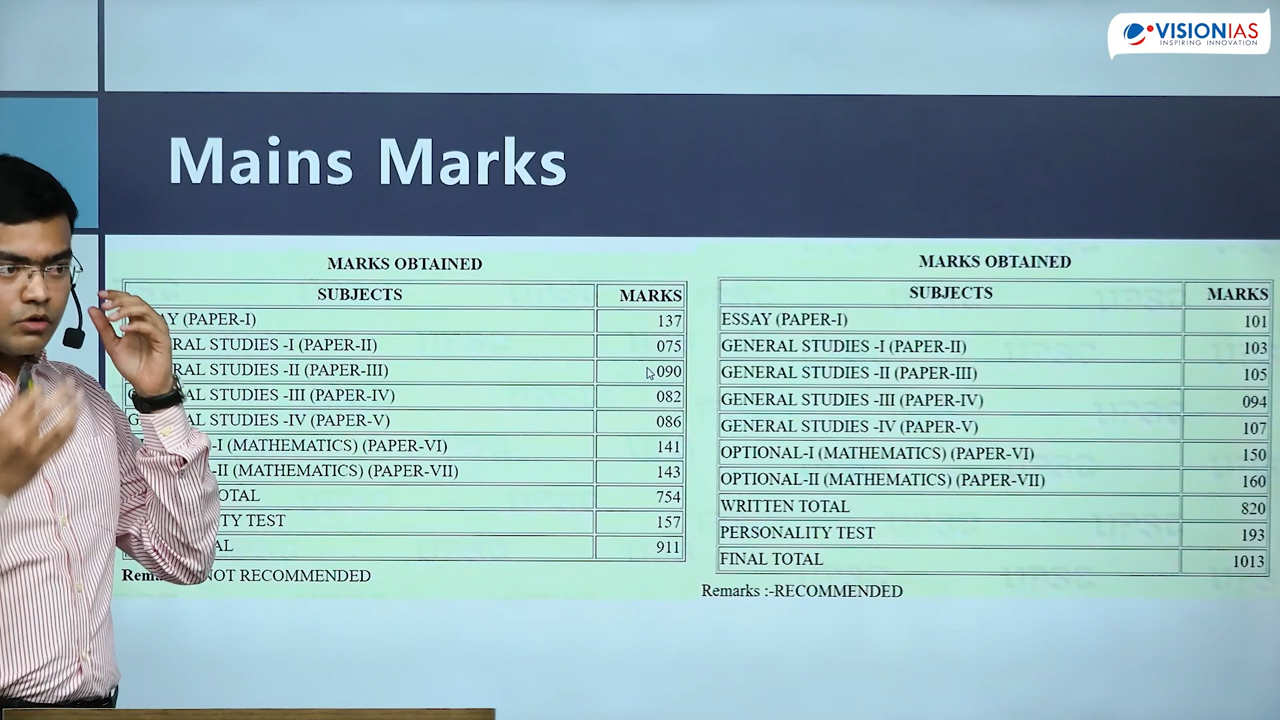 VISIONIAS
INSPIRING INNOVATION
Mains Marks
MARKS OBTAINED
SUBJECTS MARKS
(PAPER-I) 137
STUDIES -I (PAPER-II) 075
STUDIES -II (PAPER-III) 090
STUDIES -III (PAPER-IV) 082
STUDIES -IV (PAPER-V) 086
-I (MATHEMATICS) (PAPER-VI) 141
-II (MATHEMATICS) (PAPER-VII) 143
754
TEST 157
911
NOT RECOMMENDED
MARKS OBTAINED
SUBJECTS MARKS
ESSAY (PAPER-I) 101
GENERAL STUDIES -I (PAPER-II) 103
GENERAL STUDIES -II (PAPER-III) 105
GENERAL STUDIES -III (PAPER-IV) 094
GENERAL STUDIES -IV (PAPER-V) 107
OPTIONAL-I (MATHEMATICS) (PAPER-VI) 150
OPTIONAL-II (MATHEMATICS) (PAPER-VII) 160
WRITTEN TOTAL 820
PERSONALITY TEST 193
FINAL TOTAL 1013
Remarks :-RECOMMENDED